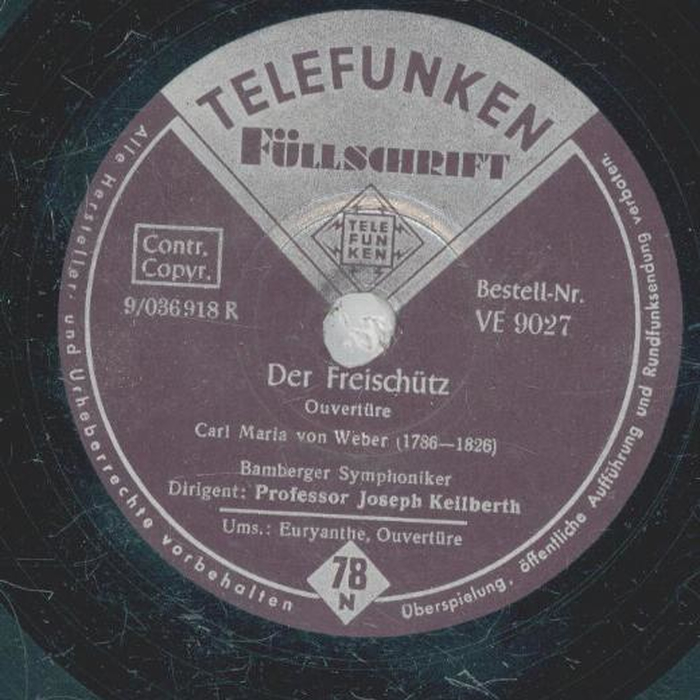 TELEFUNKEN
FÜLLSCHRIFT
TELE
FUN
KEN
Contr.
Copyr.
9/036918 R
Bestell-Nr.
VE 9027
Der Freischütz
Ouvertüre
Carl Maria von Weber (1786—1826)
Bamberger Symphoniker
Dirigent: Professor Joseph Keilberth
Ums.: Euryanthe, Ouvertüre
78
N
Alle Hersteller- und Urheberrechte vorbehalten
Überspielung, öffentliche Aufführung und Rundfunksendung verboten.